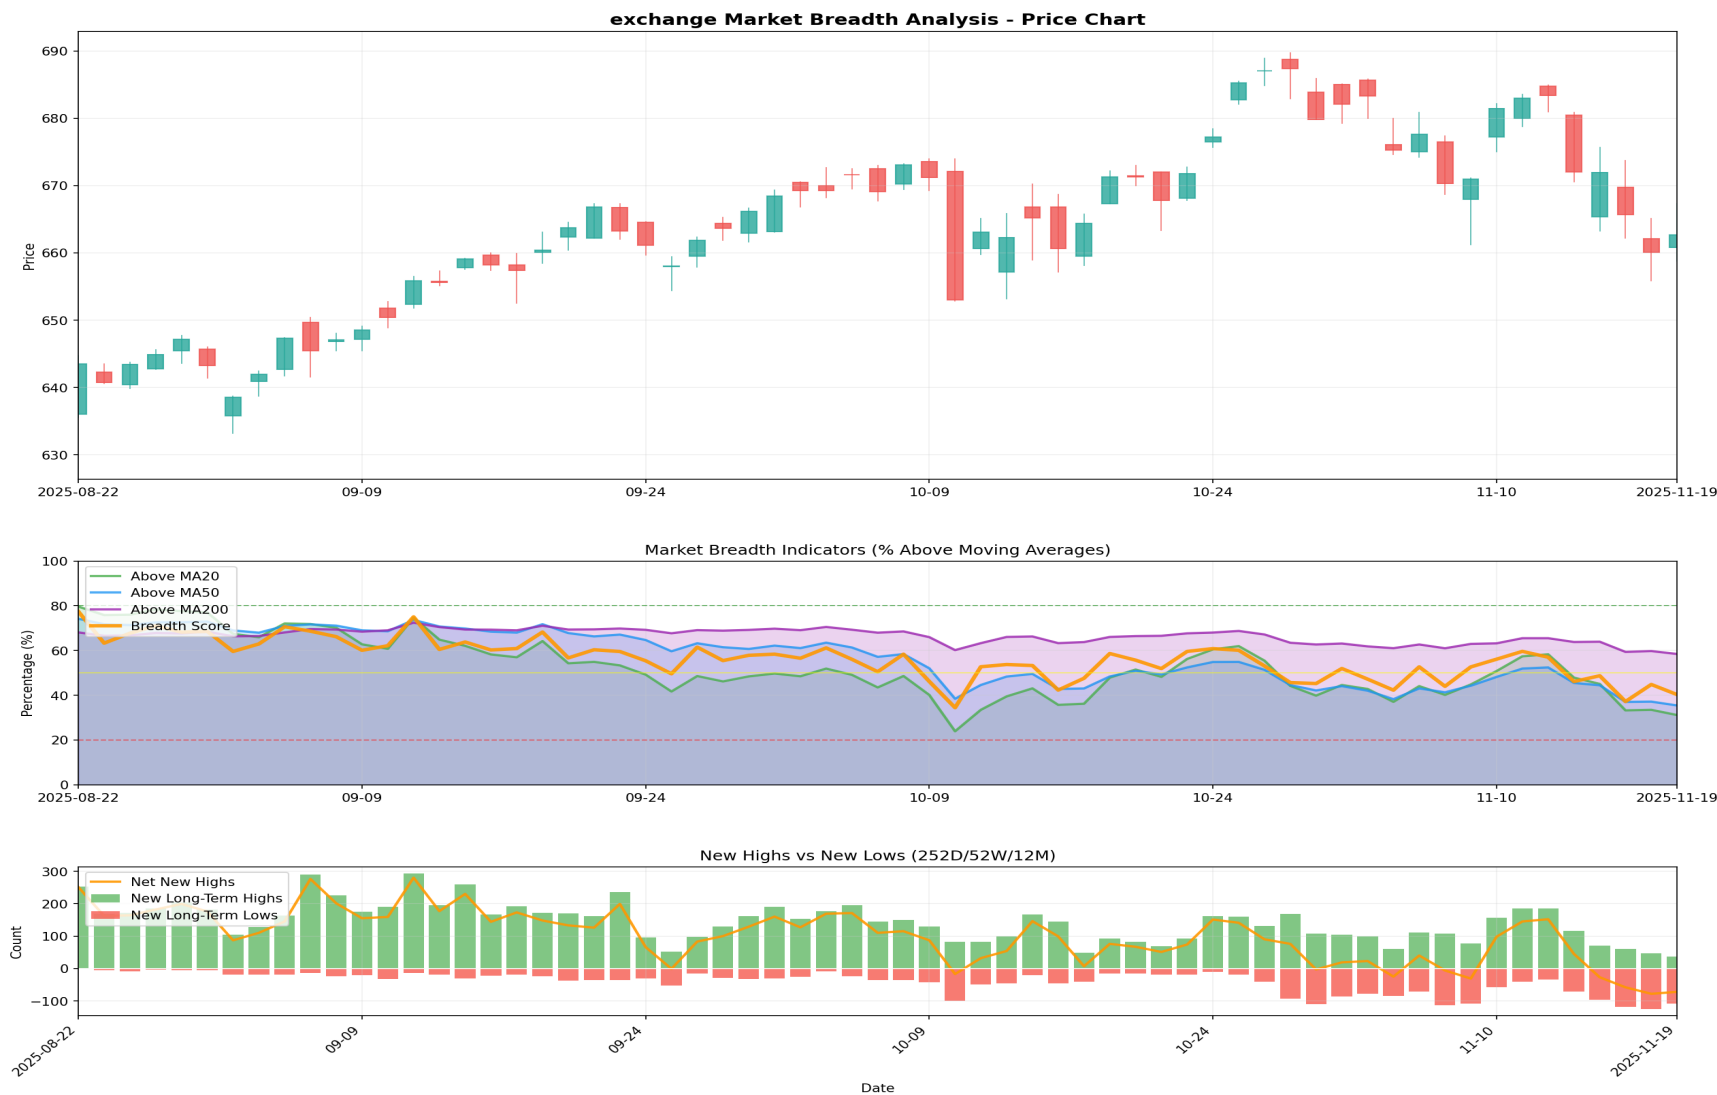 exchange Market Breadth Analysis - Price Chart
Price
690
680
670
660
650
640
630
2025-08-22 09-09 09-24 10-09 10-24 11-10 2025-11-19
Market Breadth Indicators (% Above Moving Averages)
Percentage (%)
100
80
60
40
20
0
Above MA20
Above MA50
Above MA200
Breadth Score
2025-08-22 09-09 09-24 10-09 10-24 11-10 2025-11-19
New Highs vs New Lows (252D/52W/12M)
Count
300
200
100
0
−100
Net New Highs
New Long-Term Highs
New Long-Term Lows
2025-08-22 09-09 09-24 10-09 10-24 11-10 2025-11-19
Date